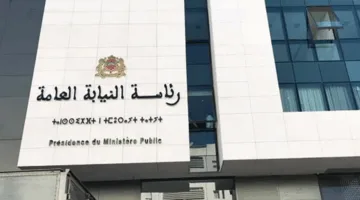 رئاسة النيابة العامة
Présidence du Ministère Public